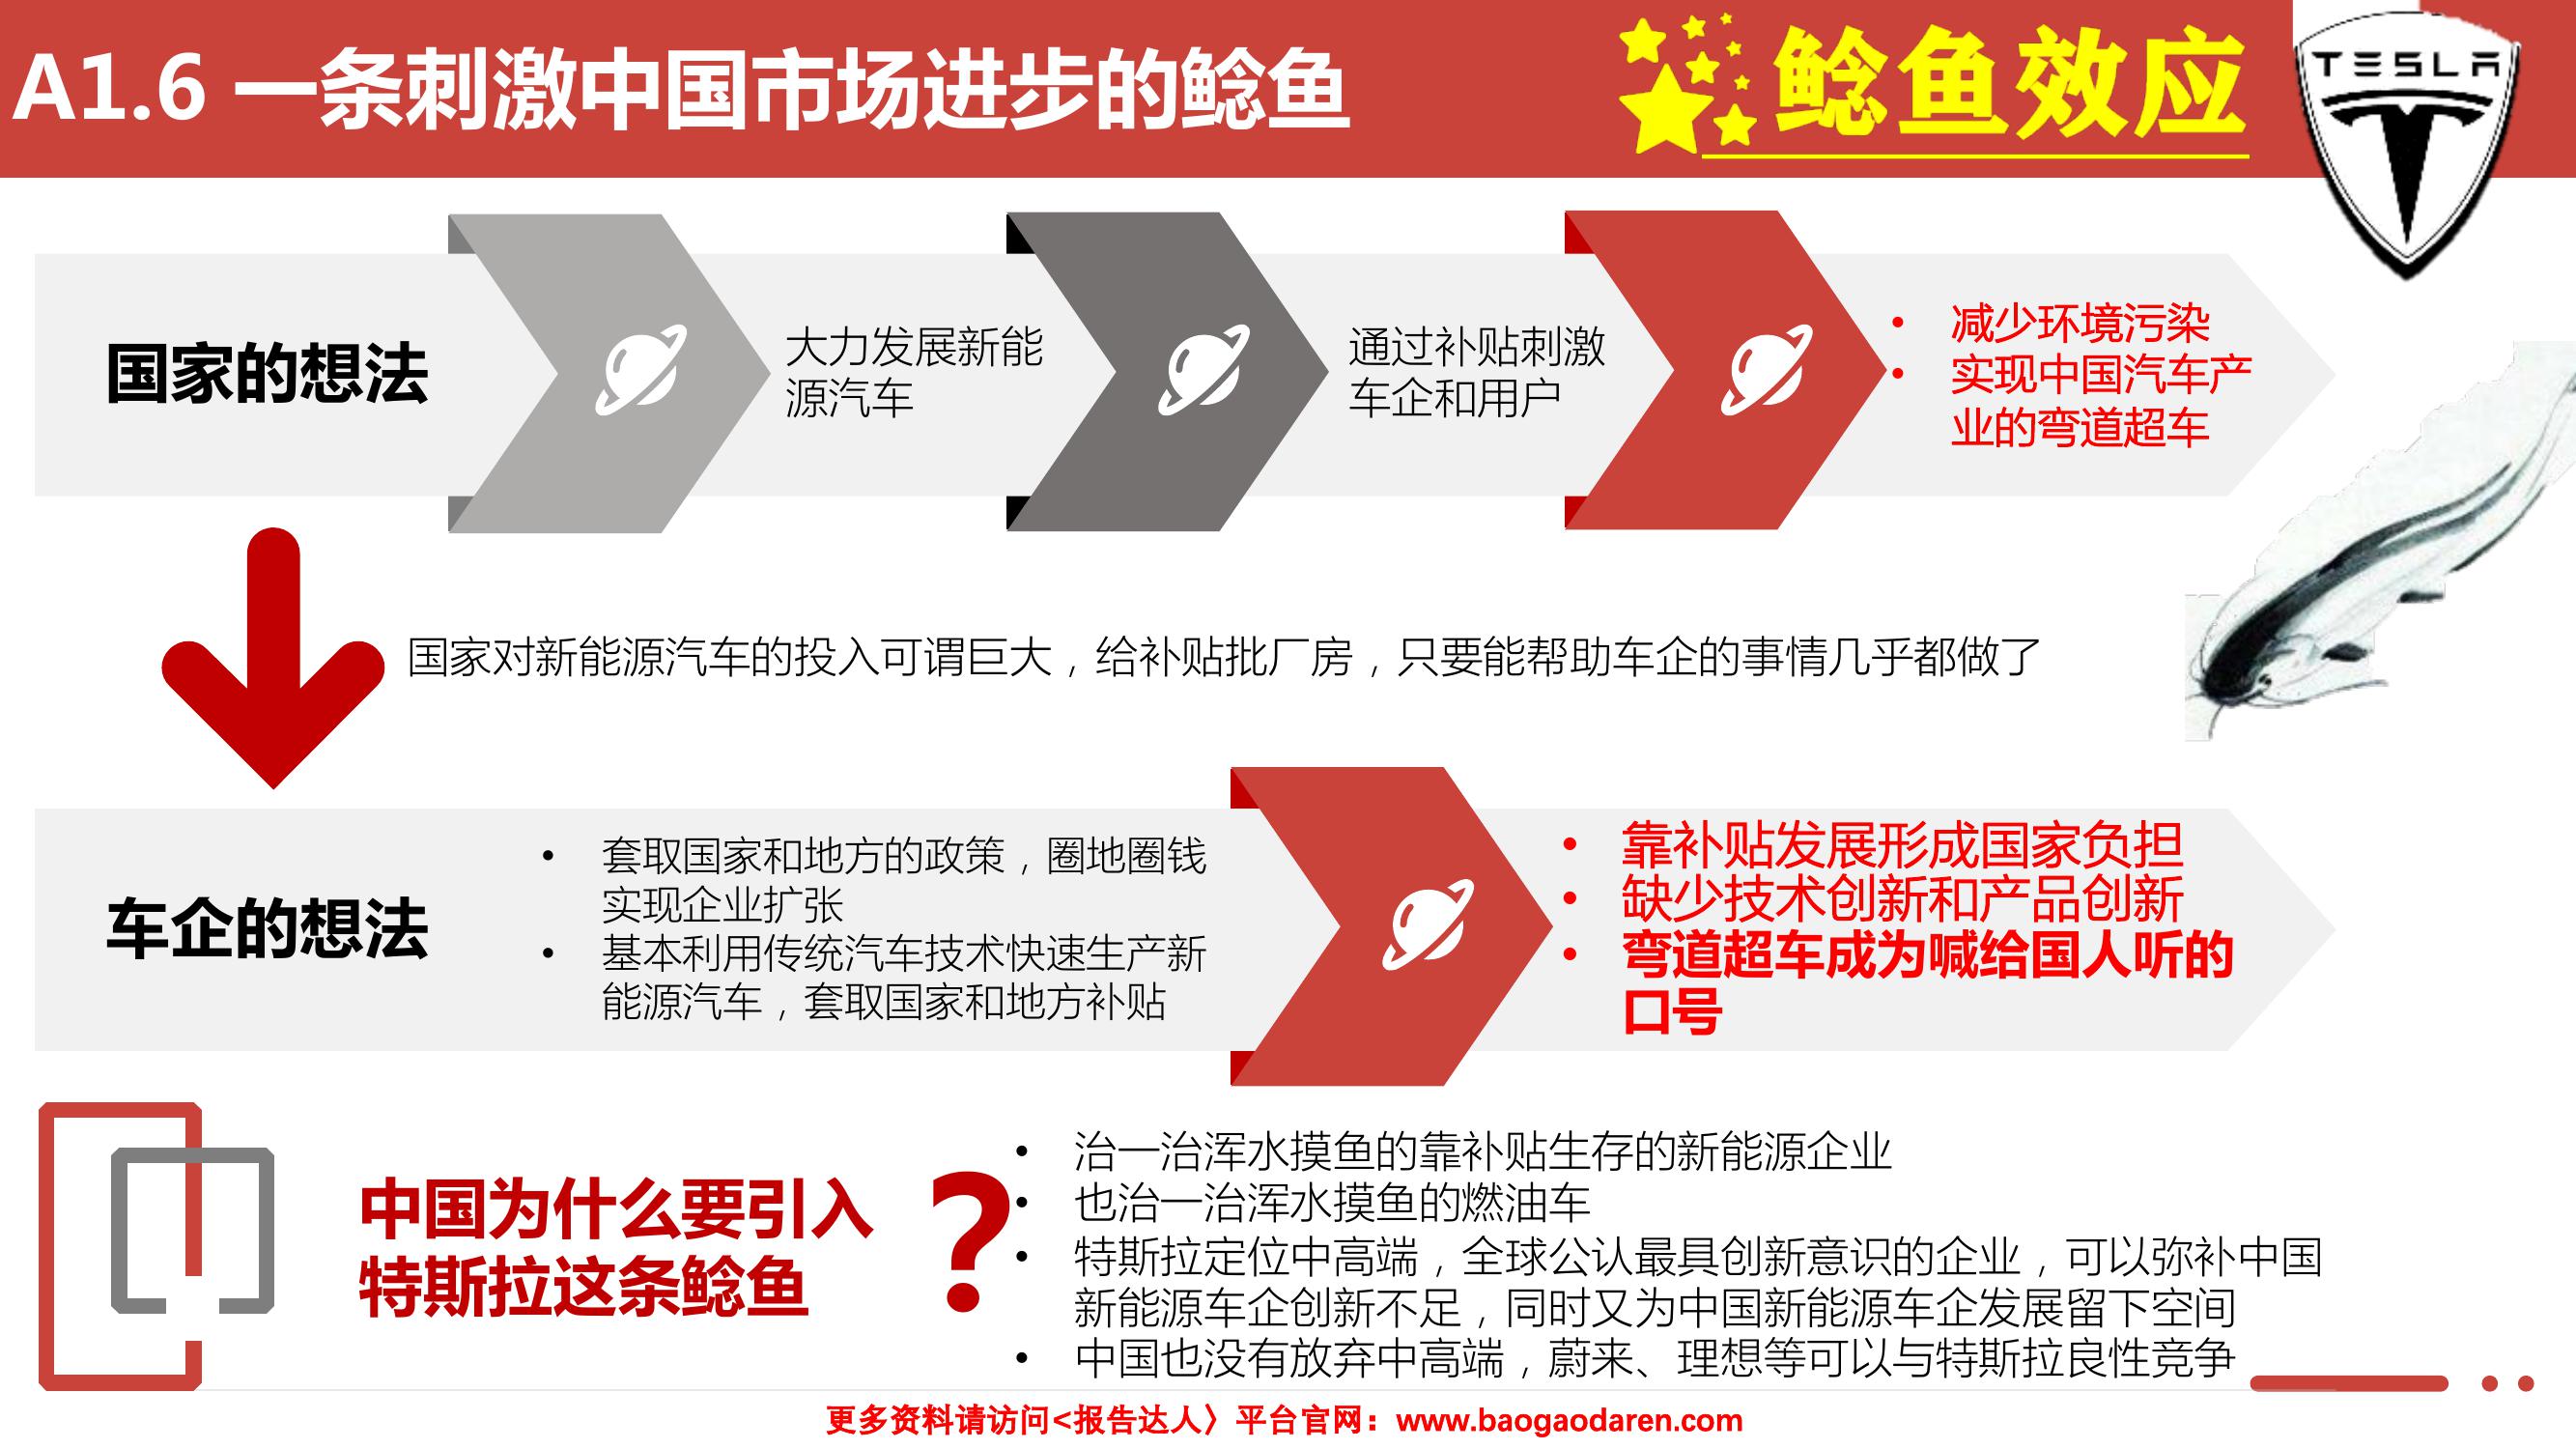 A1.6 一条刺激中国市场进步的鲶鱼
鲶鱼效应
TESLA
国家的想法
大力发展新能
源汽车
通过补贴刺激
车企和用户
• 减少环境污染
• 实现中国汽车产
业的弯道超车
国家对新能源汽车的投入可谓巨大，给补贴批厂房，只要能帮助车企的事情几乎都做了
车企的想法
• 套取国家和地方的政策，圈地圈钱
实现企业扩张
• 基本利用传统汽车技术快速生产新
能源汽车，套取国家和地方补贴
• 靠补贴发展形成国家负担
• 缺少技术创新和产品创新
• 弯道超车成为喊给国人听的
口号
中国为什么要引入
特斯拉这条鲶鱼
?
• 治一治浑水摸鱼的靠补贴生存的新能源企业
• 也治一治浑水摸鱼的燃油车
• 特斯拉定位中高端，全球公认最具创新意识的企业，可以弥补中国
新能源车企创新不足，同时又为中国新能源车企发展留下空间
• 中国也没有放弃中高端，蔚来、理想等可以与特斯拉良性竞争
更多资料请访问<报告达人〉平台官网：www.baogaodaren.com